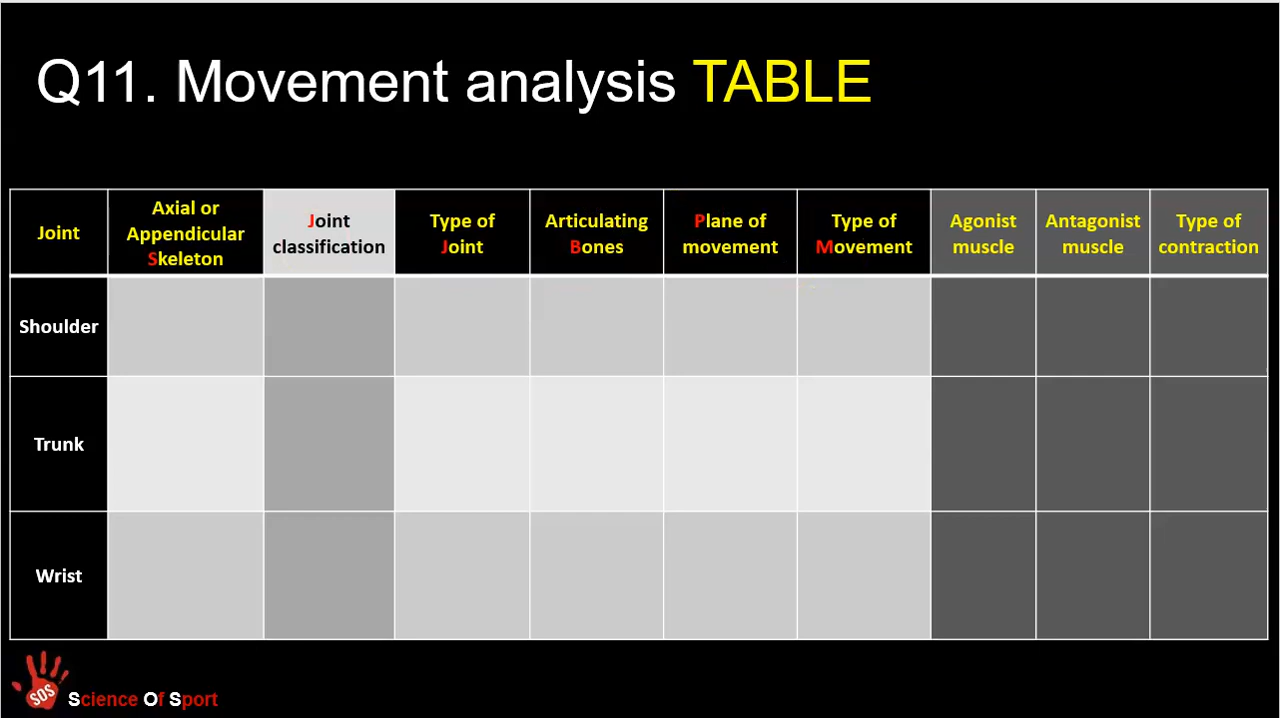 Q11. Movement analysis TABLE
Joint
Axial or
Appendicular
Skeleton
Joint
classification
Type of
Joint
Articulating
Bones
Plane of
movement
Type of
Movement
Agonist
muscle
Antagonist
muscle
Type of
contraction
Shoulder
Trunk
Wrist
SOS
Science Of Sport